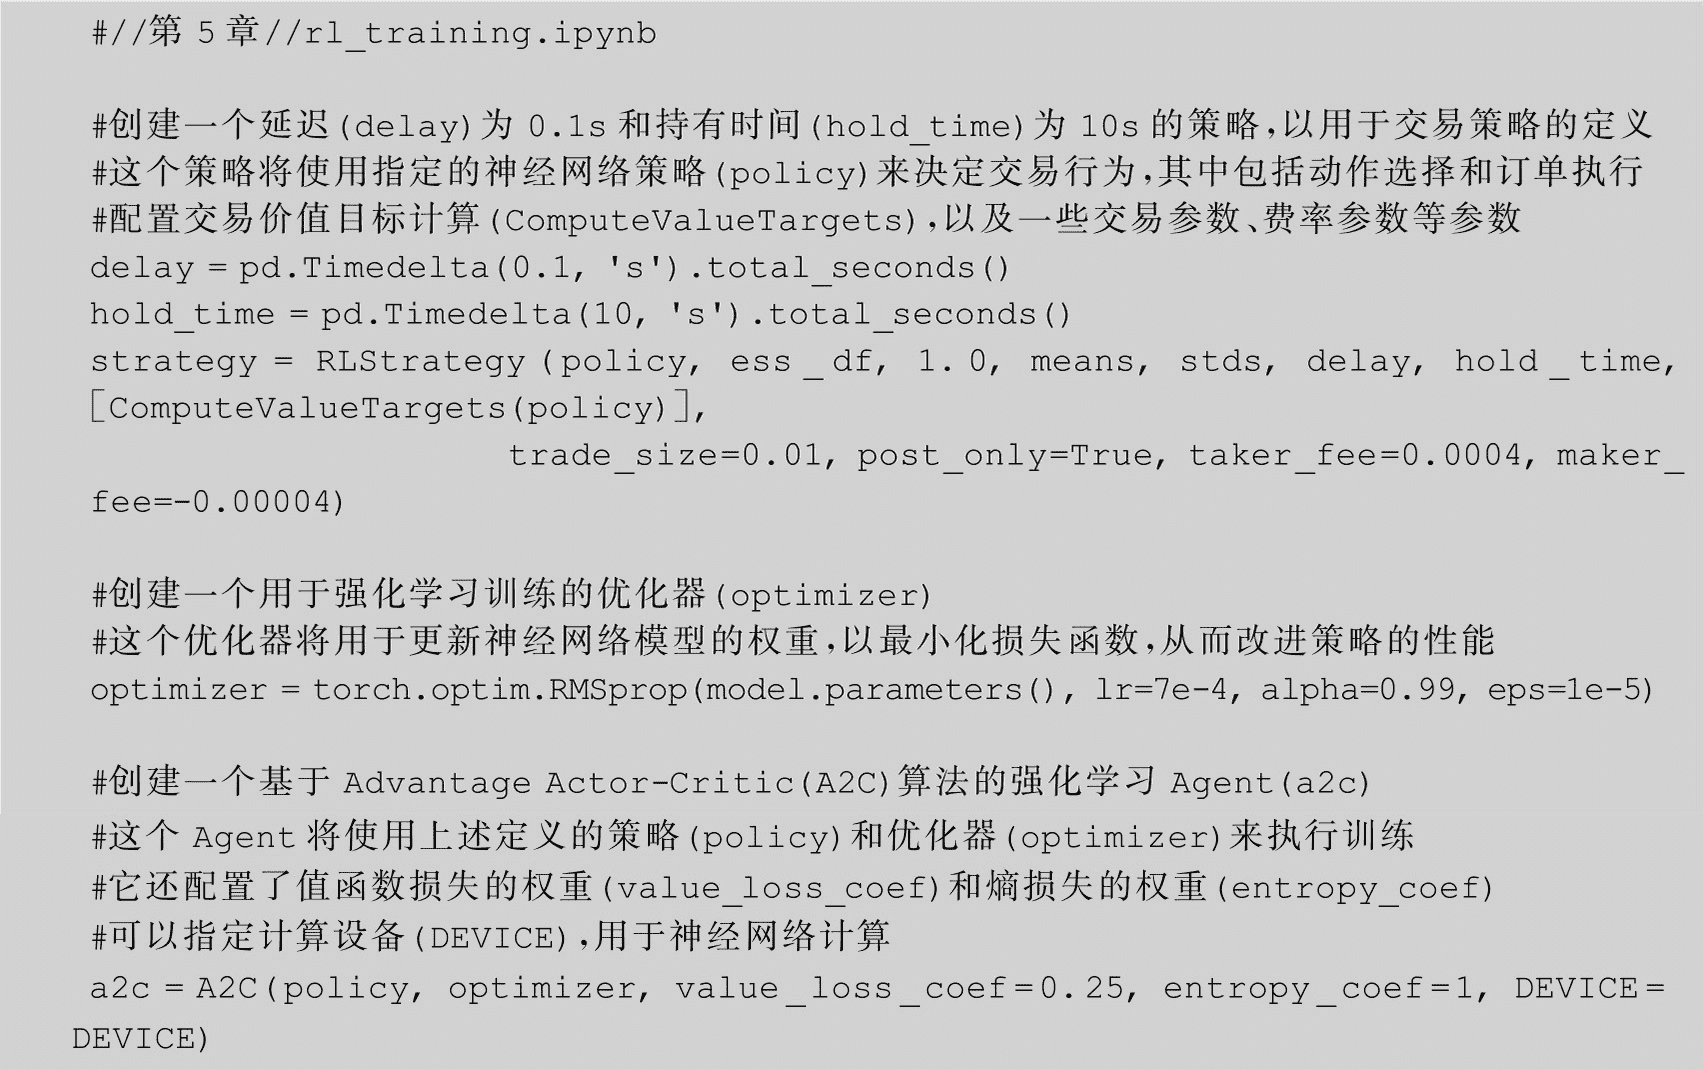 #//第 5 章//rl_training.ipynb
#创建一个延迟(delay)为 0.1s 和持有时间(hold_time)为 10s 的策略,以用于交易策略的定义
#这个策略将使用指定的神经网络策略(policy)来决定交易行为,其中包括动作选择和订单执行
#配置交易价值目标计算(ComputeValueTargets),以及一些交易参数、费率参数等参数
delay = pd.Timedelta(0.1, 's').total_seconds()
hold_time = pd.Timedelta(10, 's').total_seconds()
strategy = RLStrategy (policy, ess_df, 1.0, means, stds, delay, hold_time,
[ComputeValueTargets(policy)],
trade_size=0.01, post_only=True, taker_fee=0.0004, maker_
fee=-0.00004)
#创建一个用于强化学习训练的优化器(optimizer)
#这个优化器将用于更新神经网络模型的权重,以最小化损失函数,从而改进策略的性能
optimizer = torch.optim.RMSprop(model.parameters(), lr=7e-4, alpha=0.99, eps=1e-5)
#创建一个基于 Advantage Actor-Critic(A2C)算法的强化学习 Agent(a2c)
#这个 Agent 将使用上述定义的策略(policy)和优化器(optimizer)来执行训练
#它还配置了值函数损失的权重(value_loss_coef)和熵损失的权重(entropy_coef)
#可以指定计算设备(DEVICE),用于神经网络计算
a2c = A2C(policy, optimizer, value_loss_coef=0.25, entropy_coef=1, DEVICE=
DEVICE)